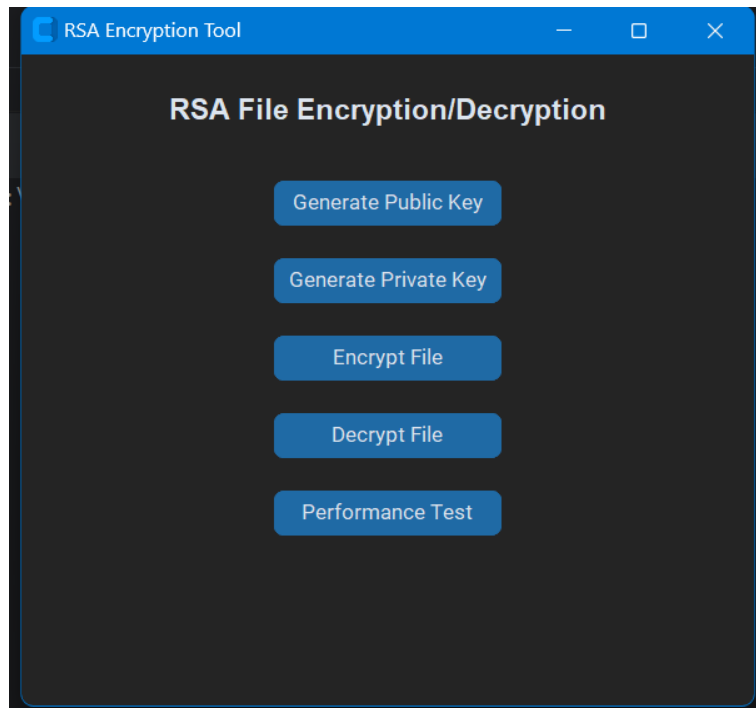 RSA Encryption Tool
RSA File Encryption/Decryption
Generate Public Key
Generate Private Key
Encrypt File
Decrypt File
Performance Test